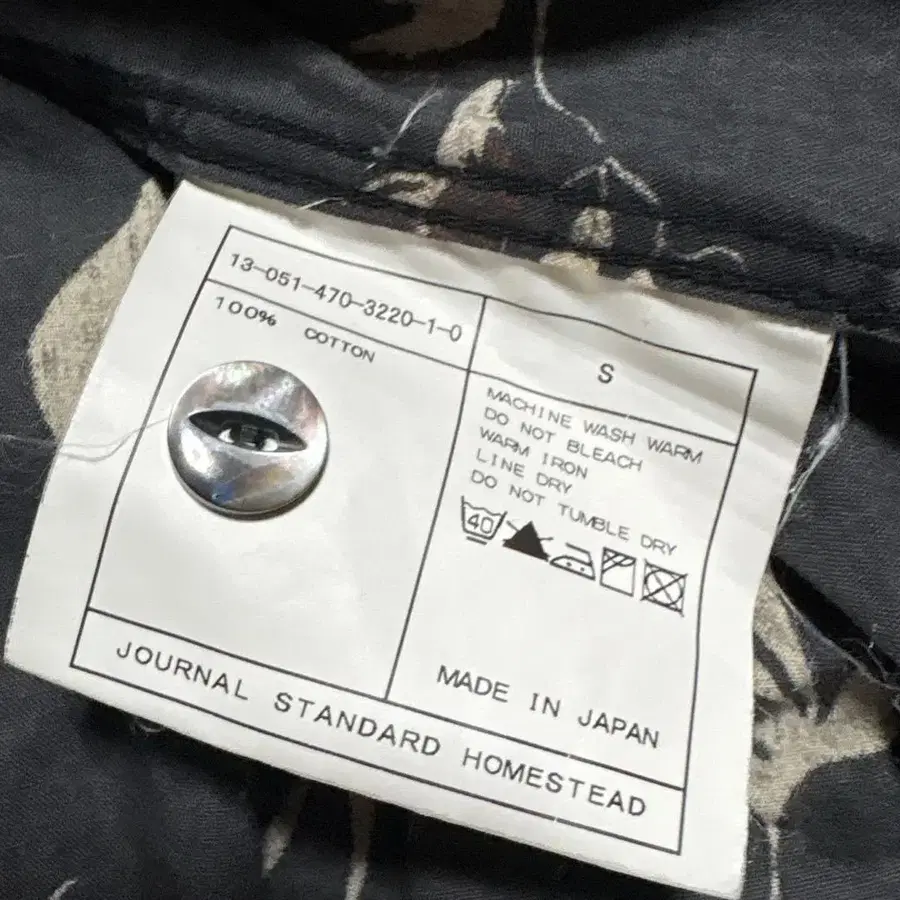 13-051-470-3220-1-0
S
100% COTTON
MACHINE WASH WARM
DO NOT BLEACH
WARM IRON
LINE DRY
DO NOT TUMBLE DRY
40
MADE IN JAPAN
JOURNAL STANDARD HOMESTEAD